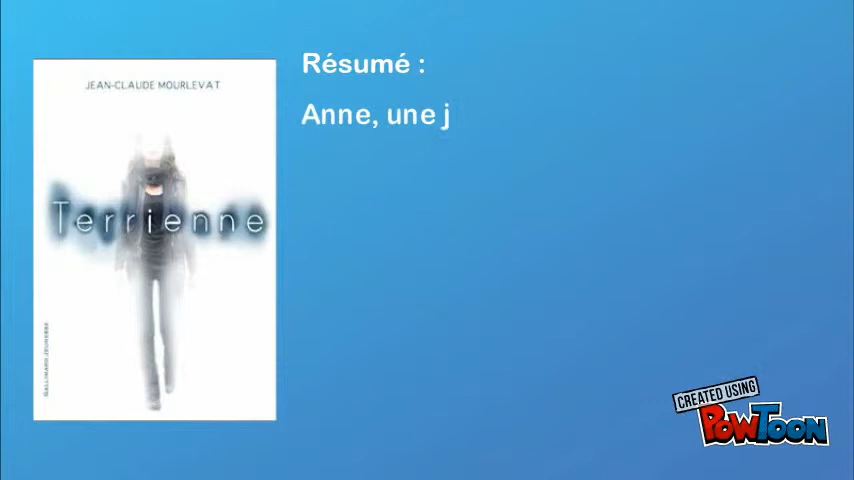 JEAN-CLAUDE MOURLEVAT
Terrienne
GALLIMARD JEUNESSE
Résumé :
Anne, une j
CREATED USING
POWTOON